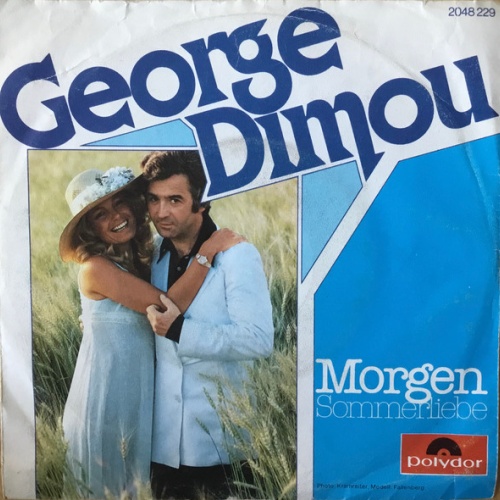 2048 229
George
Dimou
Morgen
Sommerliebe
polydor